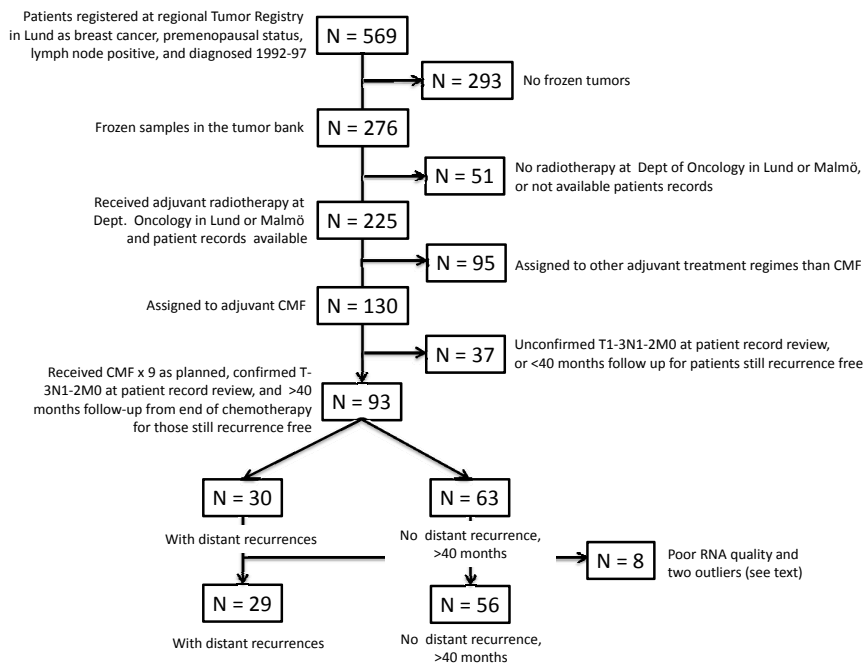 Patients registered at regional Tumor Registry
in Lund as breast cancer, premenopausal status,
lymph node positive, and diagnosed 1992-97
N = 569
N = 293
No frozen tumors
Frozen samples in the tumor bank
N = 276
N = 51
No radiotherapy at Dept of Oncology in Lund or Malmö,
or not available patients records
Received adjuvant radiotherapy at
Dept. Oncology in Lund or Malmö
and patient records available
N = 225
N = 95
Assigned to other adjuvant treatment regimes than CMF
Assigned to adjuvant CMF
N = 130
N = 37
Unconfirmed T1-3N1-2M0 at patient record review,
or <40 months follow up for patients still recurrence free
Received CMF x 9 as planned, confirmed T-
3N1-2M0 at patient record review, and >40
months follow-up from end of chemotherapy
for those still recurrence free
N = 93
N = 30
N = 63
With distant recurrences
No distant recurrence,
>40 months
N = 8
Poor RNA quality and
two outliers (see text)
N = 29
N = 56
With distant recurrences
No distant recurrence,
>40 months